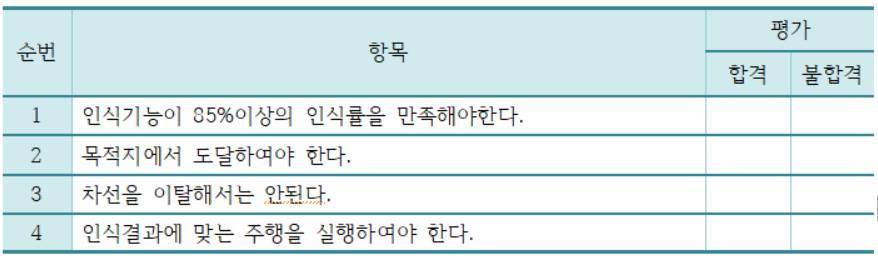 순번 항목 평가
합격 불합격
1 인식기능이 85%이상의 인식률을 만족해야한다.
2 목적지에서 도달하여야 한다.
3 차선을 이탈해서는 안된다.
4 인식결과에 맞는 주행을 실행하여야 한다.